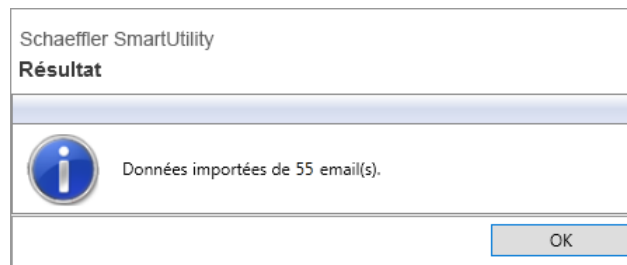 Schaeffler SmartUtility
Résultat
Données importées de 55 email(s).
OK